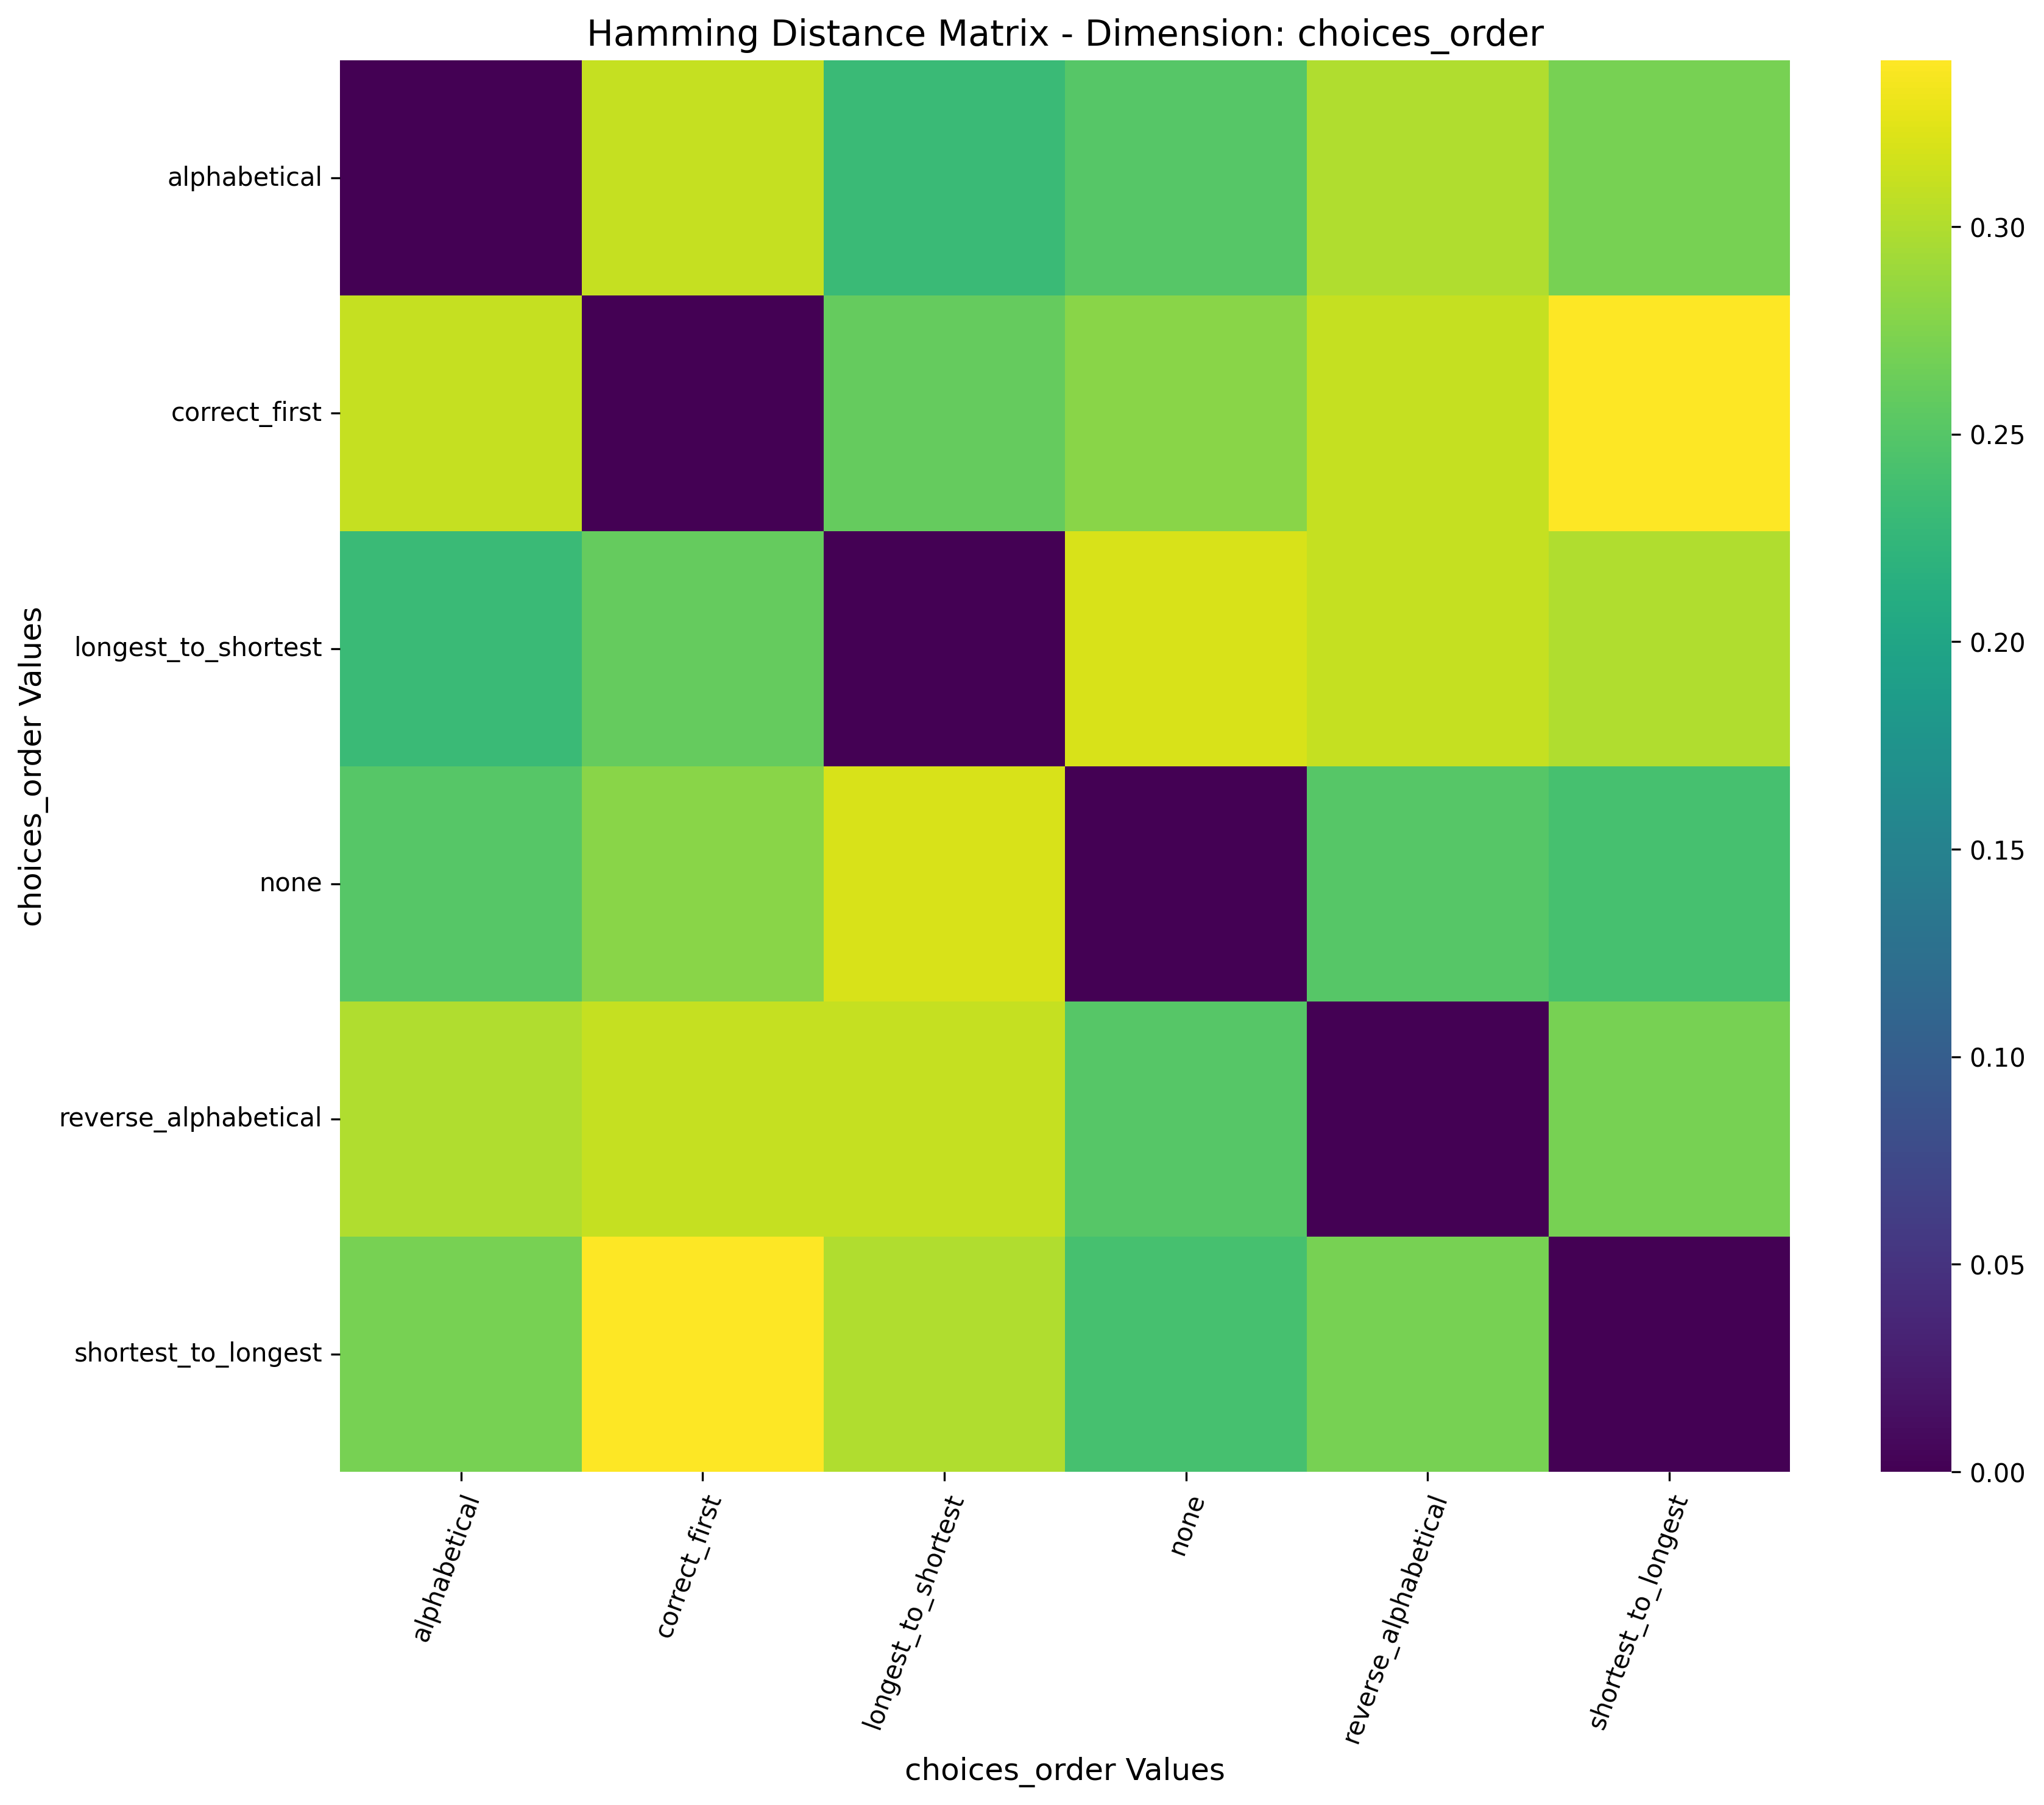 Hamming Distance Matrix - Dimension: choices_order
choices_order Values
alphabetical
correct_first
longest_to_shortest
none
reverse_alphabetical
shortest_to_longest
alphabetical
correct_first
longest_to_shortest
none
reverse_alphabetical
shortest_to_longest
choices_order Values
0.30
0.25
0.20
0.15
0.10
0.05
0.00